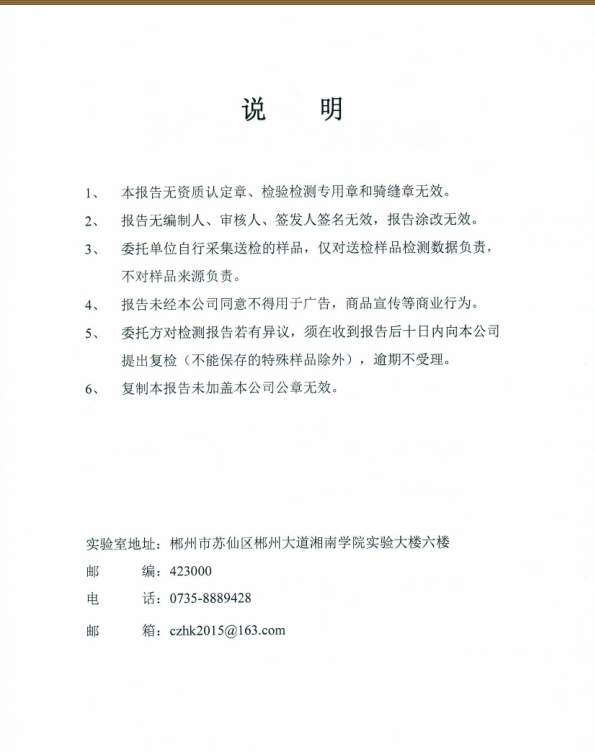 说 明
1、 本报告无资质认定章、检验检测专用章和骑缝章无效。
2、 报告无编制人、审核人、签发人签名无效，报告涂改无效。
3、 委托单位自行采集送检的样品，仅对送检样品检测数据负责，
不对样品来源负责。
4、 报告未经本公司同意不得用于广告，商品宣传等商业行为。
5、 委托方对检测报告若有异议，须在收到报告后十日内向本公司
提出复检（不能保存的特殊样品除外），逾期不受理。
6、 复制本报告未加盖本公司公章无效。
实验室地址：郴州市苏仙区郴州大道湘南学院实验大楼六楼
邮 编：423000
电 话：0735-8889428
邮 箱：czhk2015@163.com